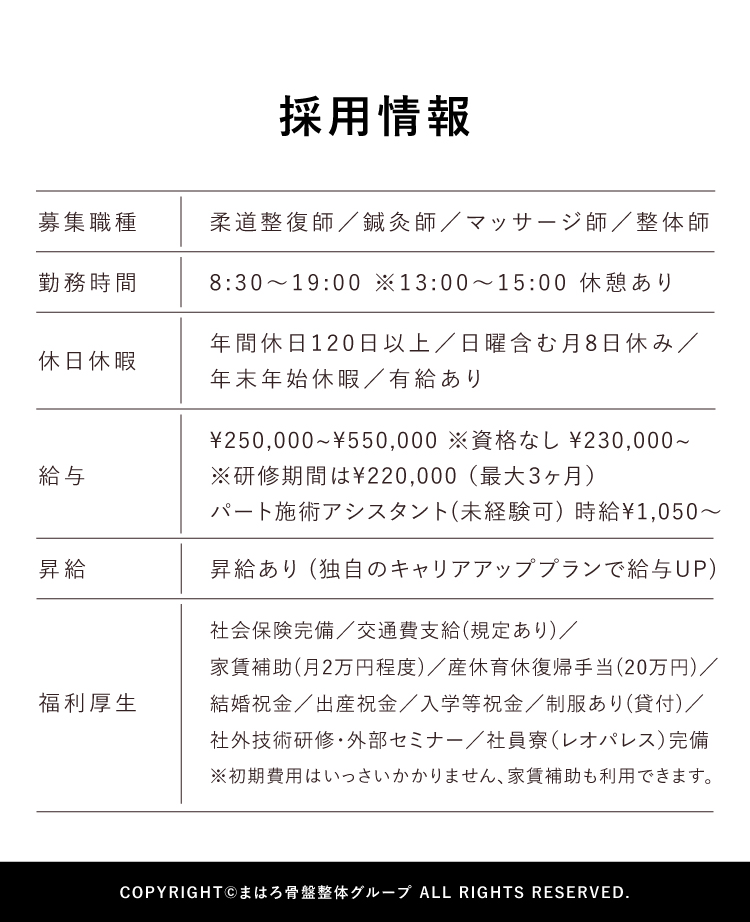 採用情報
募集職種
柔道整復師／鍼灸師／マッサージ師／整体師
勤務時間
8:30～19:00 ※13:00～15:00 休憩あり
休日休暇
年間休日120日以上／日曜含む月8日休み／
年末年始休暇／有給あり
給与
¥250,000~¥550,000 ※資格なし ¥230,000~
※研修期間は¥220,000（最大3ヶ月）
パート施術アシスタント(未経験可) 時給¥1,050～
昇給
昇給あり (独自のキャリアアッププランで給与UP)
福利厚生
社会保険完備／交通費支給(規定あり)／
家賃補助(月2万円程度)／産休育休復帰手当(20万円)／
結婚祝金／出産祝金／入学等祝金／制服あり(貸付)／
社外技術研修・外部セミナー／社員寮(レオパレス)完備
※初期費用はいっさいかかりません、家賃補助も利用できます。
COPYRIGHT©まはろ骨盤整体グループ ALL RIGHTS RESERVED.